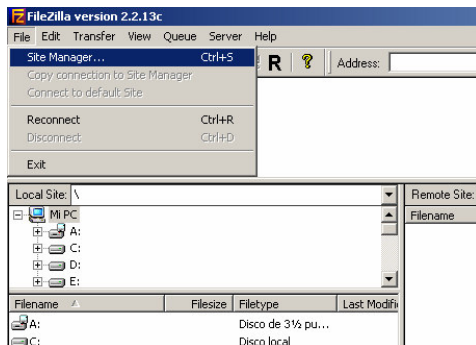 FileZilla version 2.2.13c
File Edit Transfer View Queue Server Help
Site Manager... Ctrl+S
R ? Address:
Copy connection to Site Manager
Connect to default Site
Reconnect Ctrl+R
Disconnect Ctrl+D
Exit
Local Site: \ Remote Site:
Mi PC Filename
A:
C:
D:
E:
Filename Filesize Filetype Last Modifi
A: Disco de 3½ pu...
C: Disco local